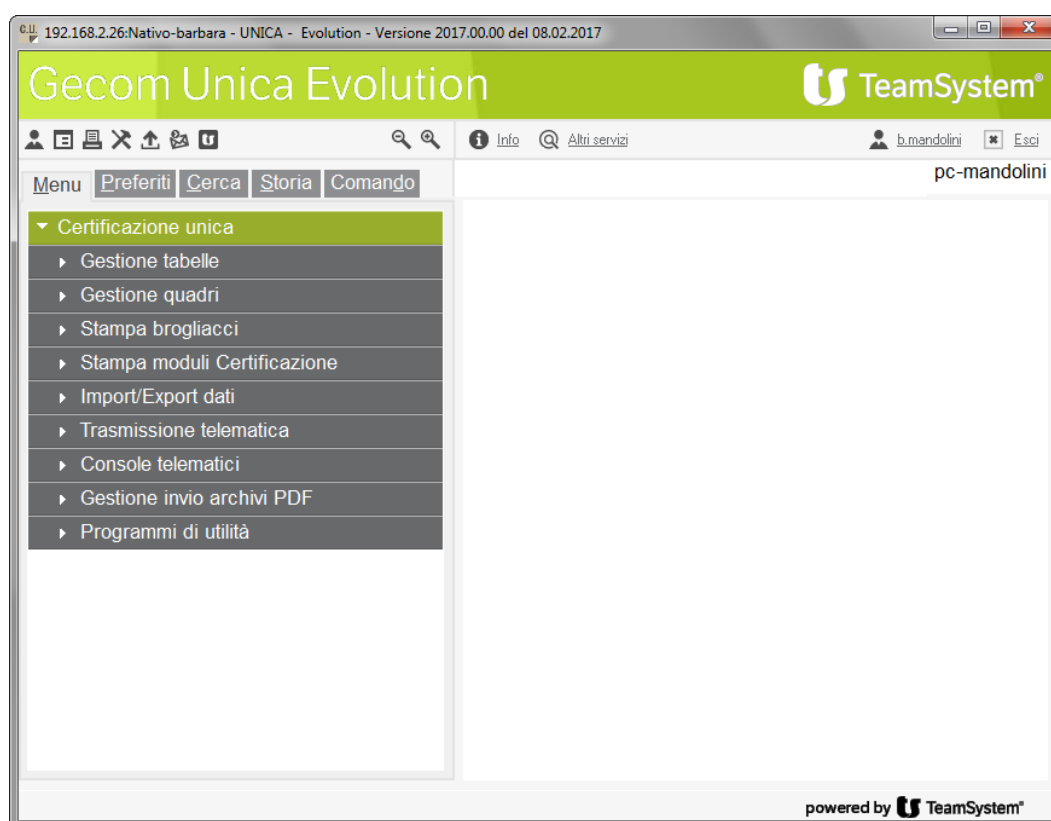 192.168.2.26:Nativo-barbara - UNICA - Evolution - Versione 2017.00.00 del 08.02.2017
Gecom Unica Evolution
TeamSystem®
Info Altri servizi b.mandolini Esci
Menu Preferiti Cerca Storia Comando
pc-mandolini
Certificazione unica
Gestione tabelle
Gestione quadri
Stampa brogliacci
Stampa moduli Certificazione
Import/Export dati
Trasmissione telematica
Console telematici
Gestione invio archivi PDF
Programmi di utilità
powered by TeamSystem®